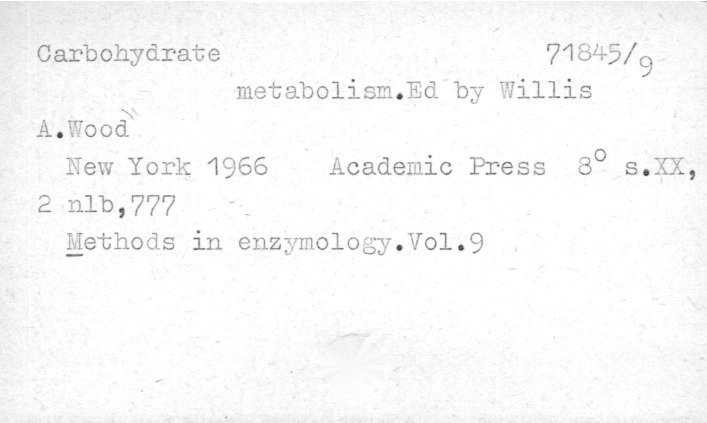 Carbohydrate 71845/9
metabolism.Ed by Willis
A.Wood
New York 1966 Academic Press 8° s.XX,
2 nlb,777
Methods in enzymology.Vol.9